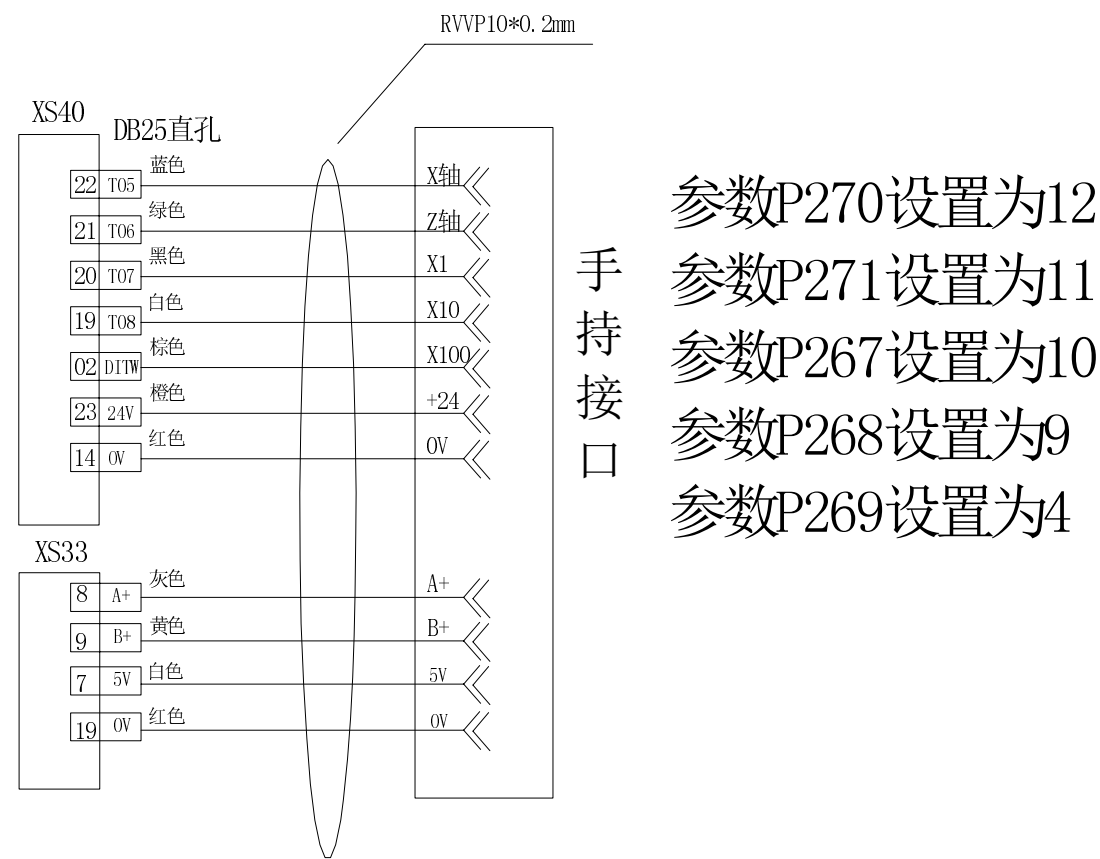 RVVP10*0.2mm
XS40
DB25直孔
22 T05 蓝色 X轴
21 T06 绿色 Z轴
20 T07 黑色 X1
19 T08 白色 X10
02 DITW 棕色 X100
23 24V 橙色 +24
14 0V 红色 0V
手持接口
参数P270设置为12
参数P271设置为11
参数P267设置为10
参数P268设置为9
参数P269设置为4
XS33
8 A+ 灰色 A+
9 B+ 黄色 B+
7 5V 白色 5V
19 0V 红色 0V